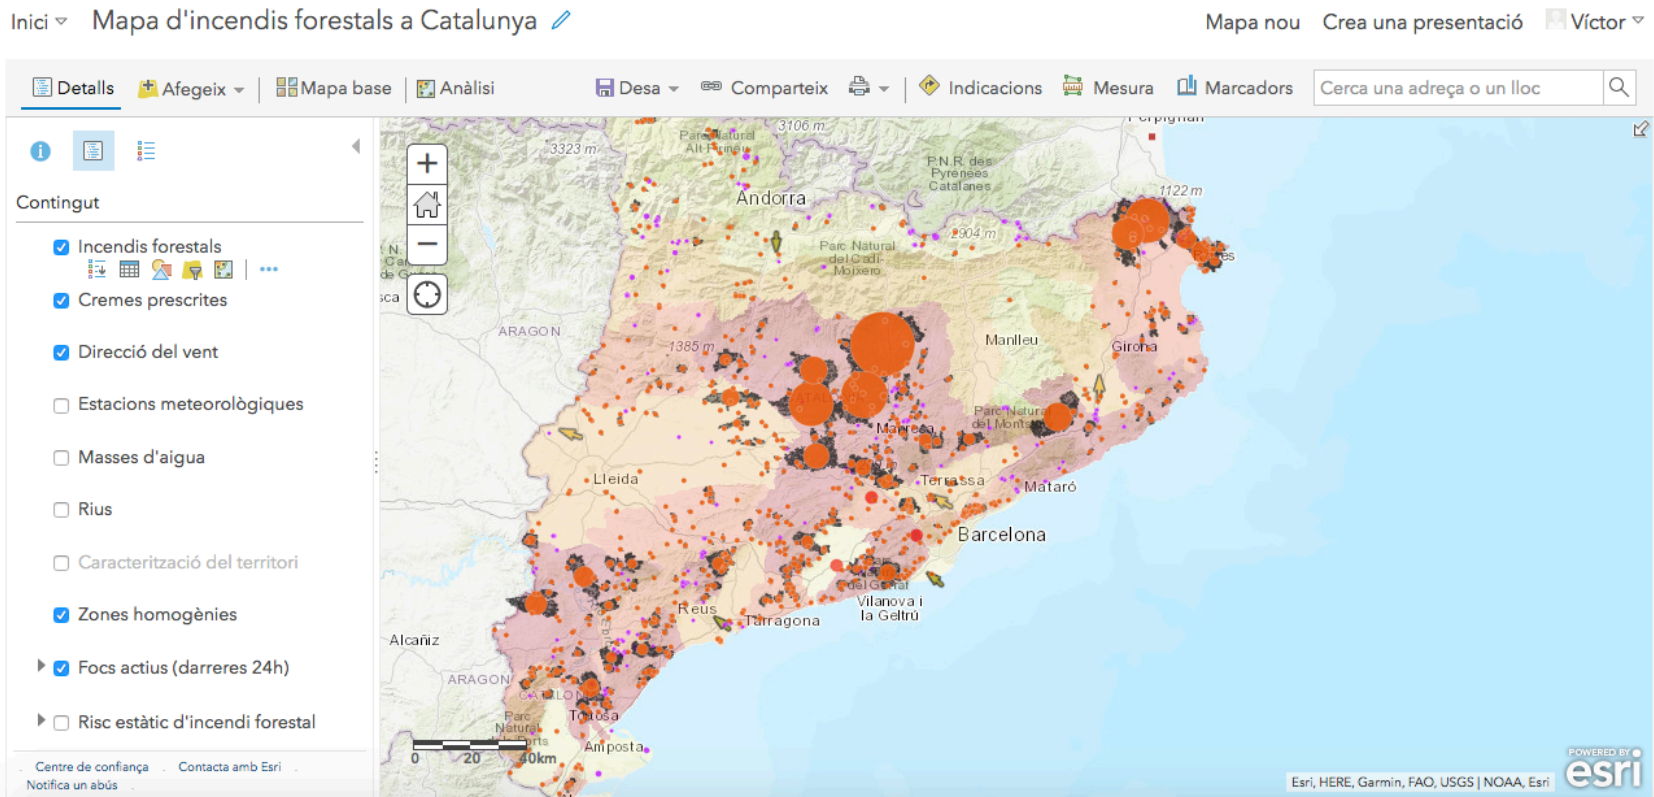 Inici
Mapa d'incendis forestals a Catalunya
Mapa nou
Crea una presentació
Víctor
Detalls
Afegeix
Mapa base
Anàlisi
Desa
Comparteix
Indicacions
Mesura
Marcadors
Cerca una adreça o un lloc
Contingut
Incendis forestals
Cremes prescrites
Direcció del vent
Estacions meteorològiques
Masses d'aigua
Rius
Caracterització del territori
Zones homogènies
Focs actius (darreres 24h)
Risc estàtic d'incendi forestal
Centre de confiança
Contacta amb Esri
Notifica un abús
3106 m
3323 m
Andorra
P.N.R. des
Pyrénées
Catalanes
1122 m
2904 m
Parc Natural
del Cadí-
Moixeró
ARAGON
1385 m
Manlleu
Girona
Parc Natural
Manresa
Lleida
Terrassa
Mataró
Barcelona
Vilanova i
la Geltrú
Reus
Tarragona
Alcañiz
ARAGON
Parc
Natural
Tortosa
Amposta
0 20 40km
Esri, HERE, Garmin, FAO, USGS | NOAA, Esri
POWERED BY
esri